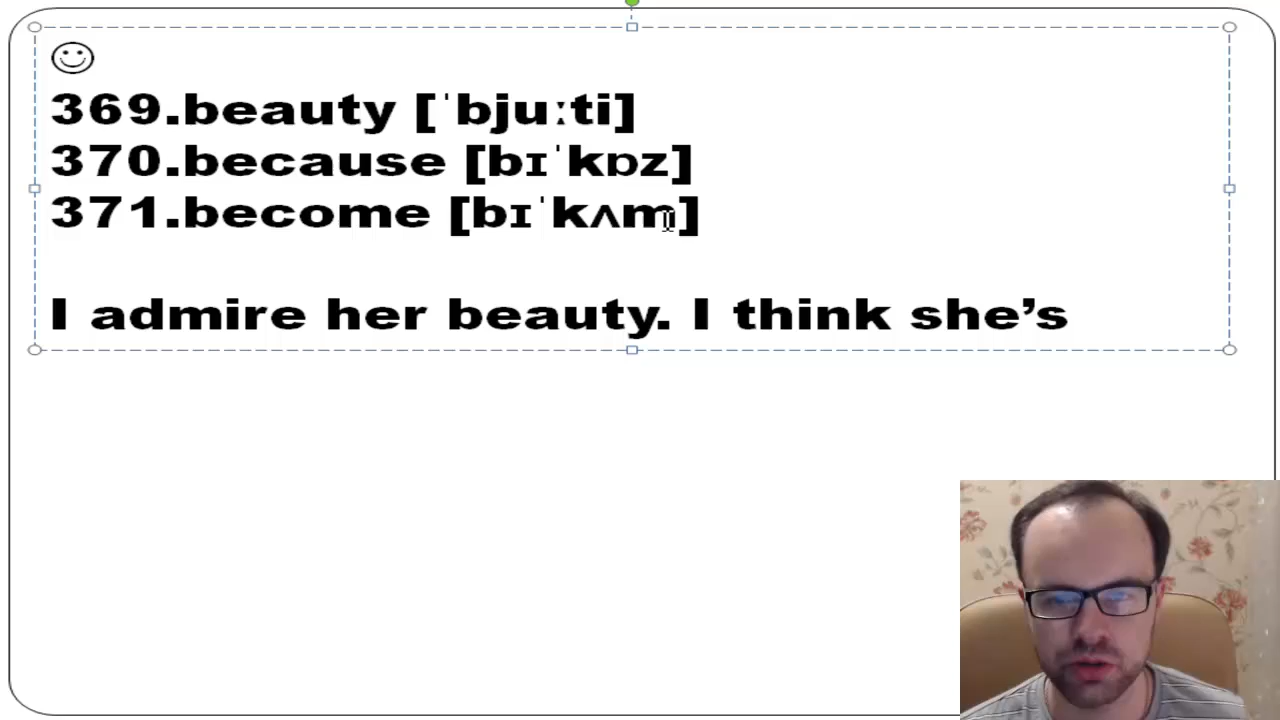 369.beauty [ˈbjuːti]
370.because [bɪˈkɒz]
371.become [bɪˈkʌm]
I admire her beauty. I think she’s